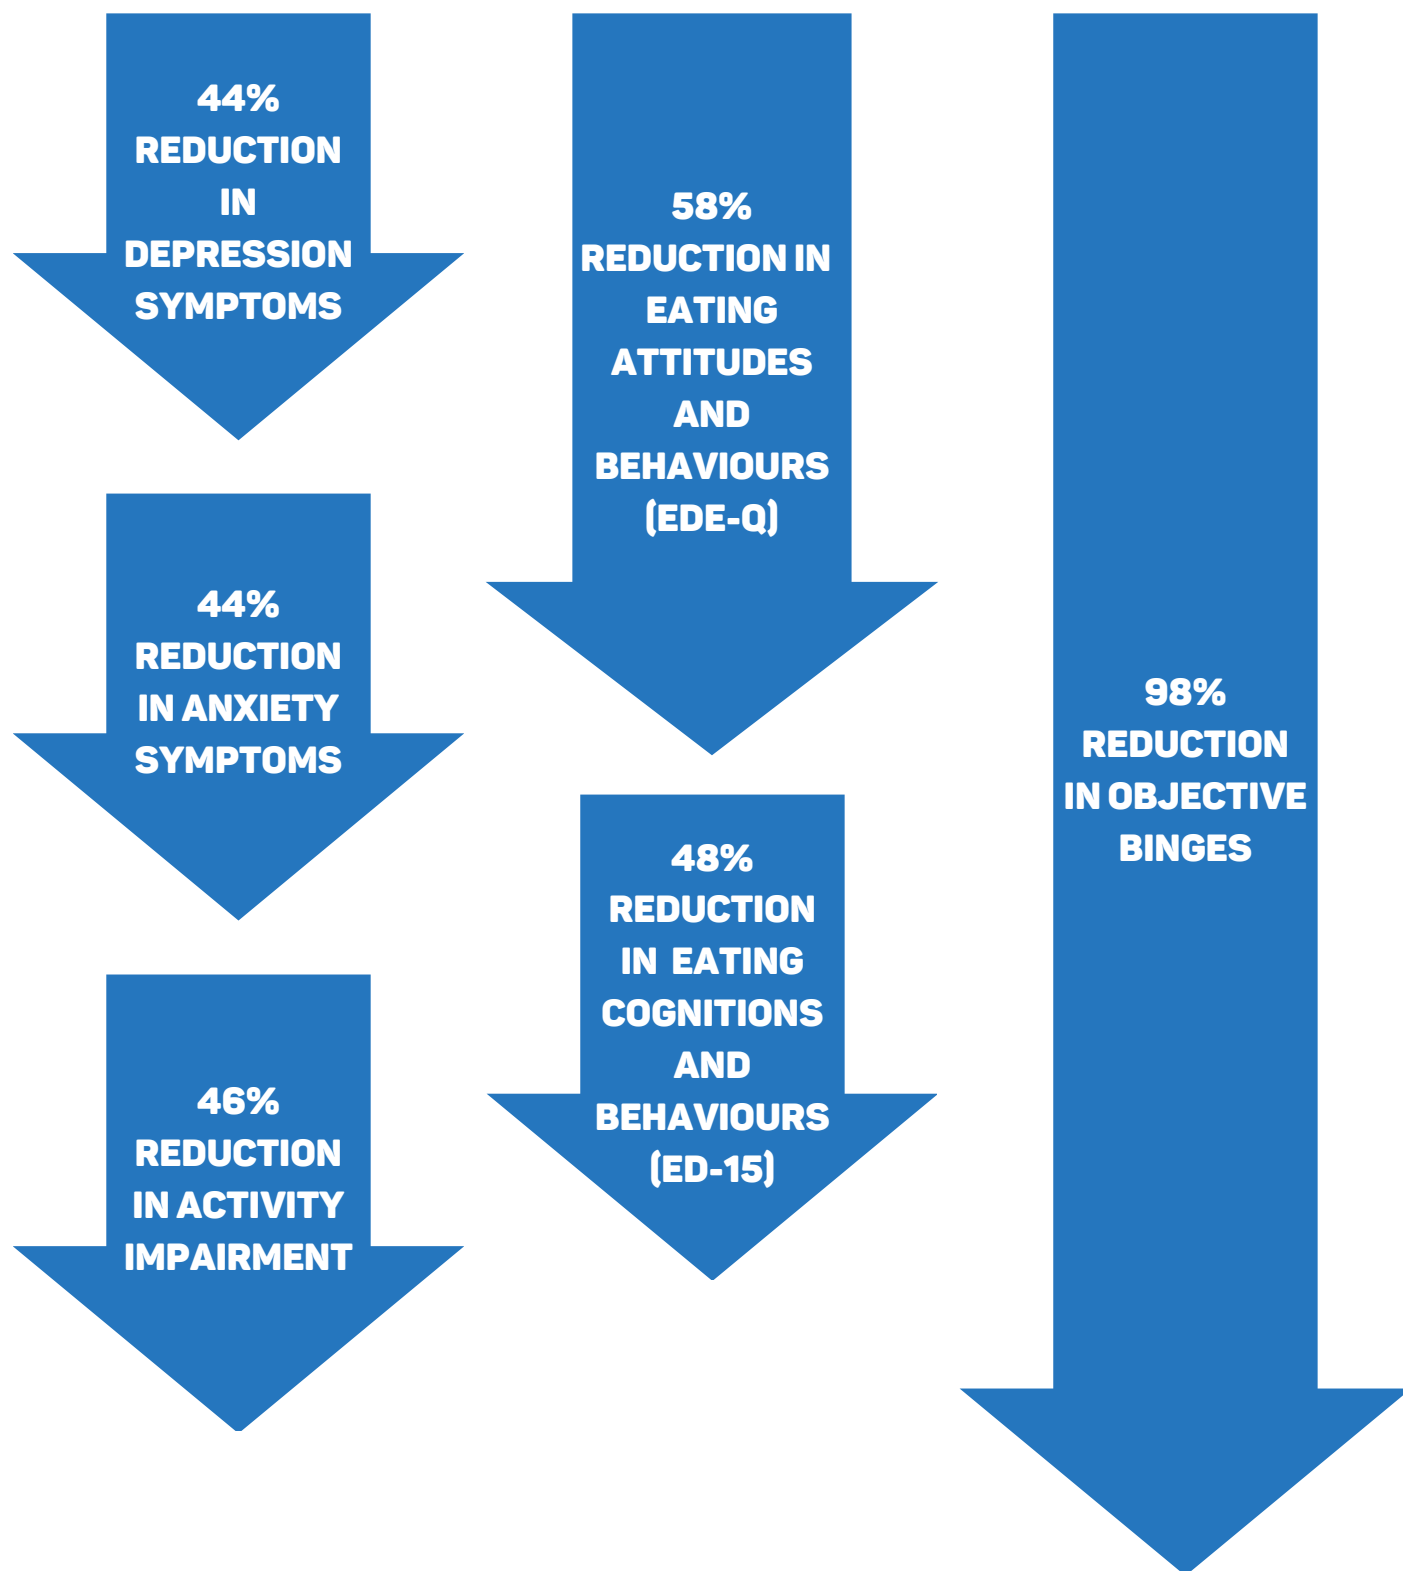 44%
REDUCTION
IN
DEPRESSION
SYMPTOMS
44%
REDUCTION
IN ANXIETY
SYMPTOMS
46%
REDUCTION
IN ACTIVITY
IMPAIRMENT
58%
REDUCTION IN
EATING
ATTITUDES
AND
BEHAVIOURS
(EDE-Q)
48%
REDUCTION
IN EATING
COGNITIONS
AND
BEHAVIOURS
(ED-15)
98%
REDUCTION
IN OBJECTIVE
BINGES